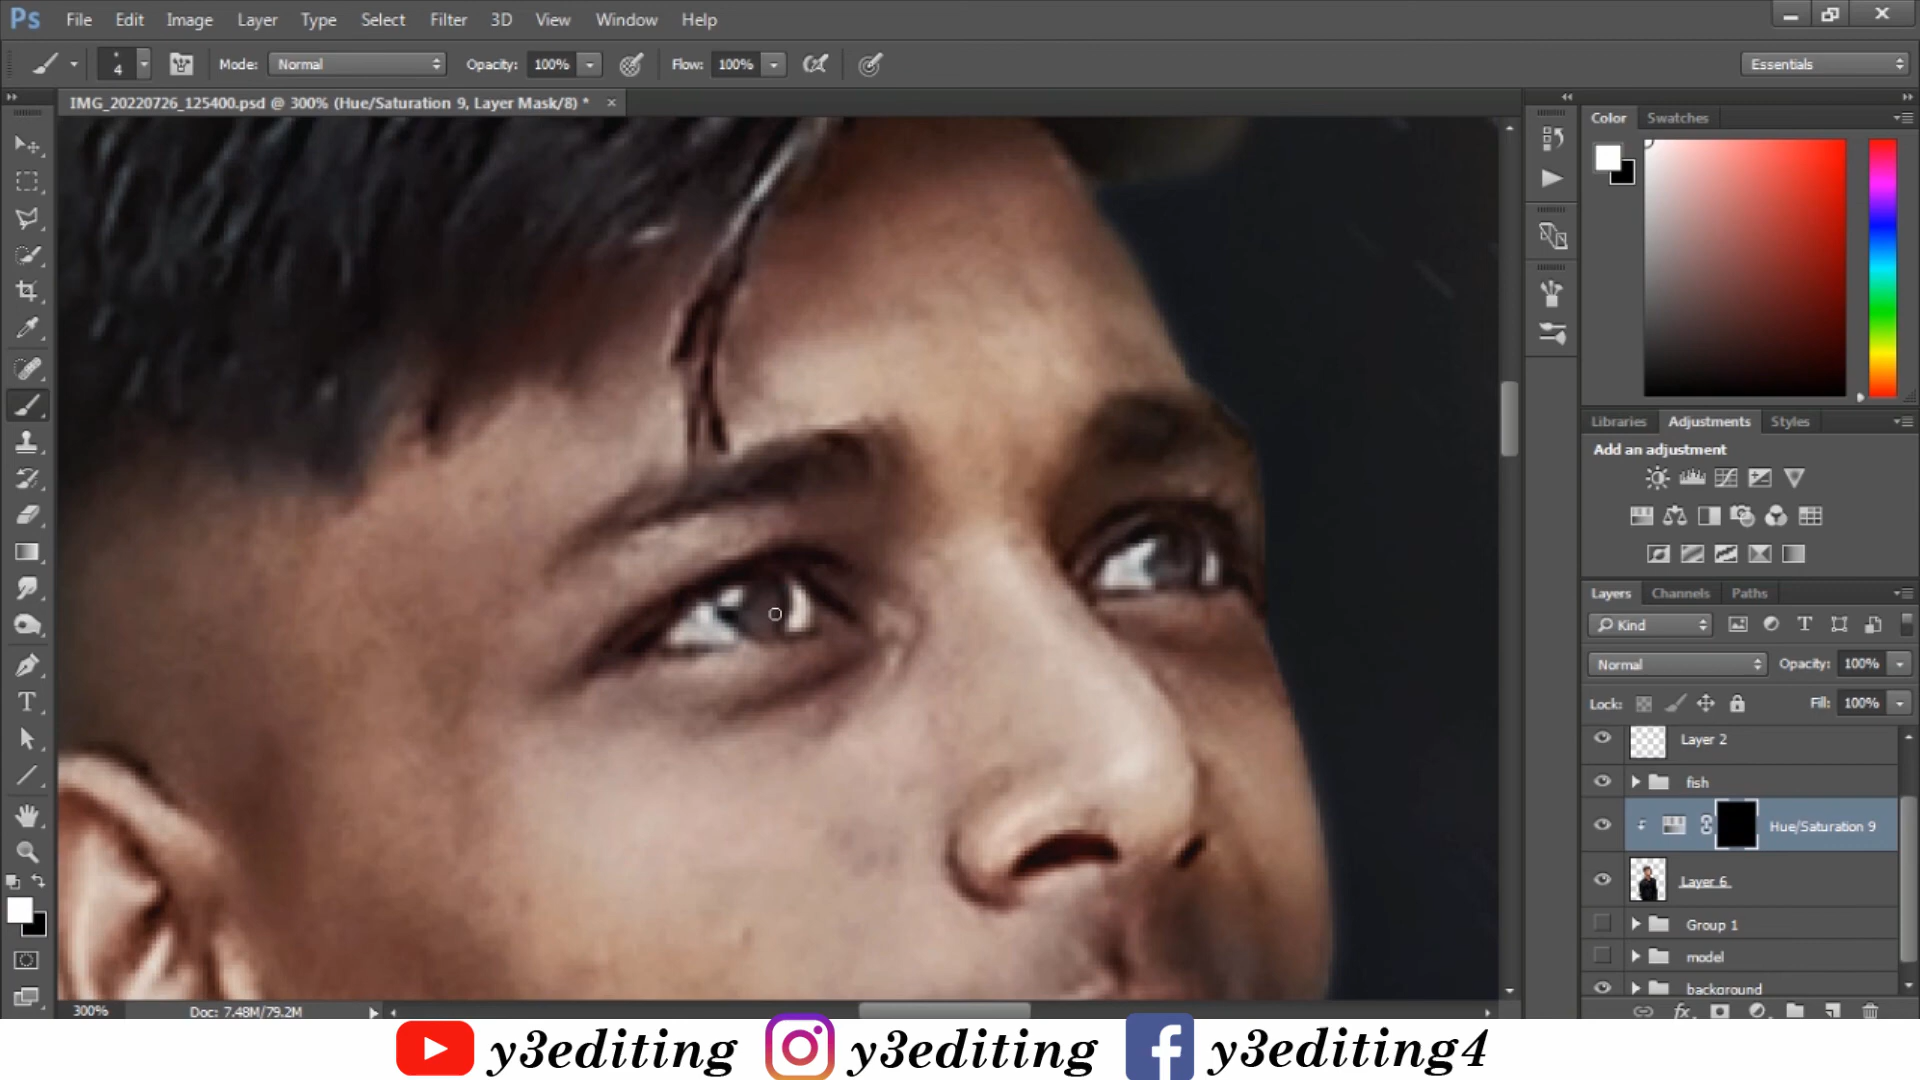 Ps File Edit Image Layer Type Select Filter 3D View Window Help
4 Mode: Normal Opacity: 100% Flow: 100% Essentials
IMG_20220726_125400.psd @ 300% (Hue/Saturation 9, Layer Mask/8) * ×
Color Swatches
Libraries Adjustments Styles
Add an adjustment
Layers Channels Paths
Kind
Normal Opacity: 100%
Lock: Fill: 100%
Layer 2
fish
Hue/Saturation 9
Layer 6
Group 1
model
background
300% Doc: 7.48M/79.2M
y3editing y3editing y3editing4